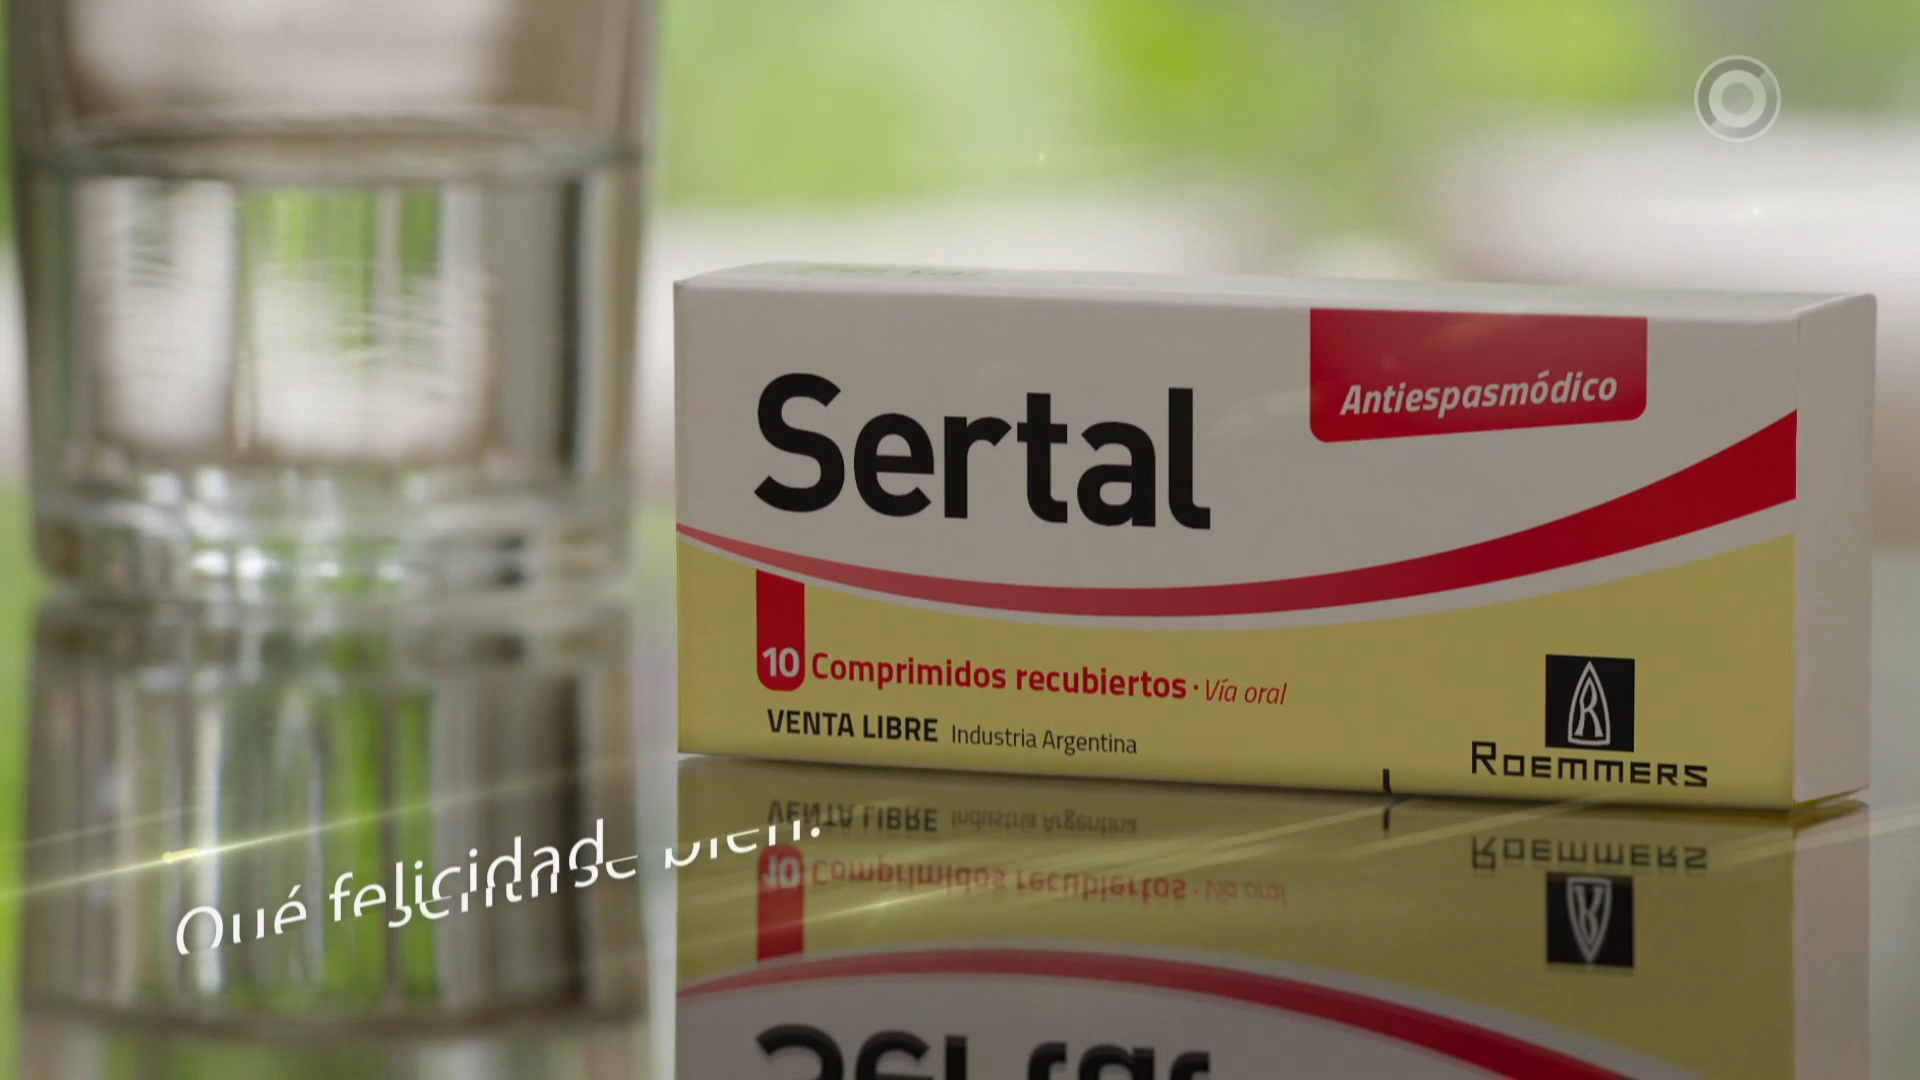 Sertal
Antiespasmódico
10 Comprimidos recubiertos · Vía oral
VENTA LIBRE Industria Argentina
ROEMMERS
Qué felicidad